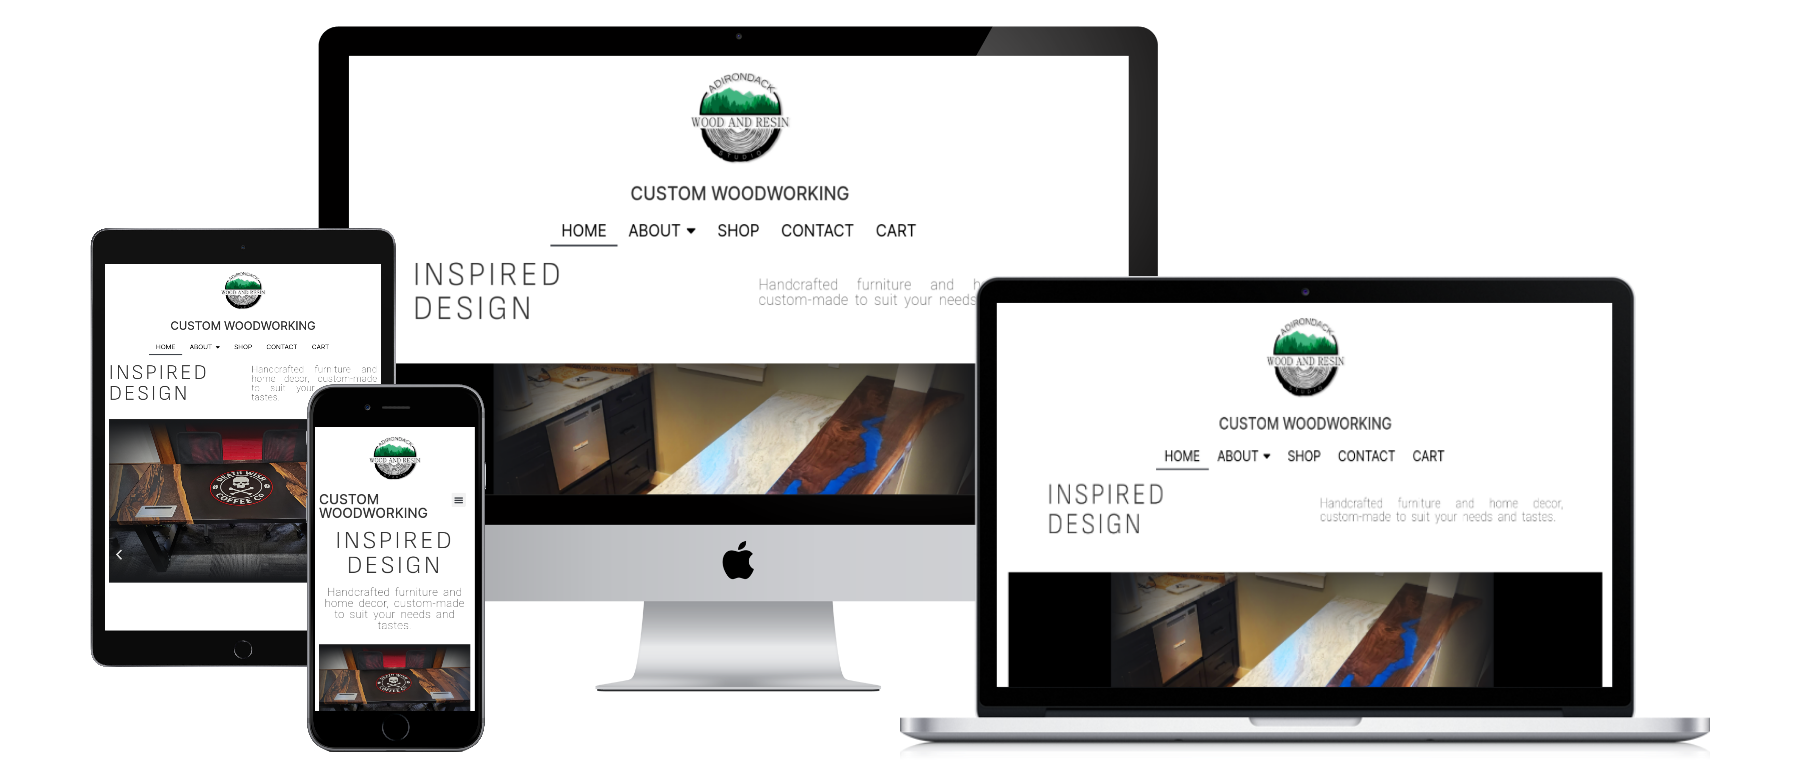 ADIRONDACK
WOOD AND RESIN
STUDIO
CUSTOM WOODWORKING
HOME ABOUT SHOP CONTACT CART
INSPIRED
DESIGN
Handcrafted furniture and h
custom-made to suit your needs
ADIRONDACK
WOOD AND RESIN
CUSTOM WOODWORKING
HOME ABOUT SHOP CONTACT CART
INSPIRED
DESIGN
Handcrafted furniture and
home decor, custom-made
to suit your
tastes.
DEATH WISH
COFFEE CO
ADIRONDACK
WOOD AND RESIN
CUSTOM
WOODWORKING
INSPIRED
DESIGN
Handcrafted furniture and
home decor, custom-made
to suit your needs and
tastes
DEATH WISH
COFFEE CO
ADIRONDACK
WOOD AND RESIN
STUDIO
CUSTOM WOODWORKING
HOME ABOUT SHOP CONTACT CART
INSPIRED
DESIGN
Handcrafted furniture and home decor,
custom-made to suit your needs and tastes.